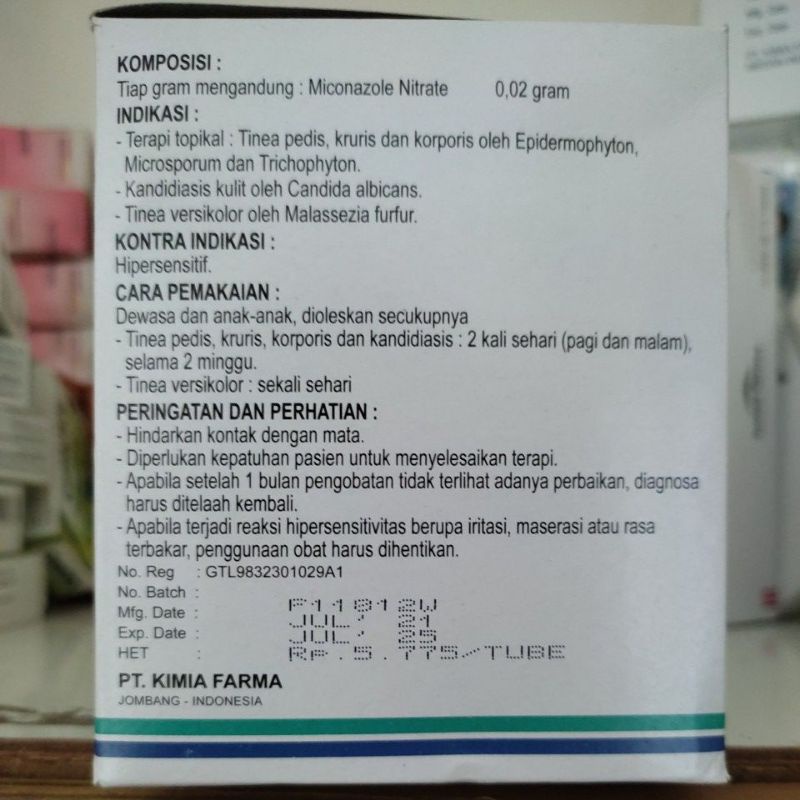 KOMPOSISI :
Tiap gram mengandung : Miconazole Nitrate 0,02 gram
INDIKASI :
- Terapi topikal : Tinea pedis, kruris dan korporis oleh Epidermophyton,
Microsporum dan Trichophyton.
- Kandidiasis kulit oleh Candida albicans.
- Tinea versikolor oleh Malassezia furfur.
KONTRA INDIKASI :
Hipersensitif.
CARA PEMAKAIAN :
Dewasa dan anak-anak, dioleskan secukupnya
- Tinea pedis, kruris, korporis dan kandidiasis : 2 kali sehari (pagi dan malam),
selama 2 minggu.
- Tinea versikolor : sekali sehari
PERINGATAN DAN PERHATIAN :
- Hindarkan kontak dengan mata.
- Diperlukan kepatuhan pasien untuk menyelesaikan terapi.
- Apabila setelah 1 bulan pengobatan tidak terlihat adanya perbaikan, diagnosa
harus ditelaah kembali.
- Apabila terjadi reaksi hipersensitivitas berupa iritasi, maserasi atau rasa
terbakar, penggunaan obat harus dihentikan.
No. Reg : GTL9832301029A1
No. Batch : F11912W
Mfg. Date : JUL' 21
Exp. Date : JUL' 25
HET : Rp.5.775/TUBE
PT. KIMIA FARMA
JOMBANG - INDONESIA